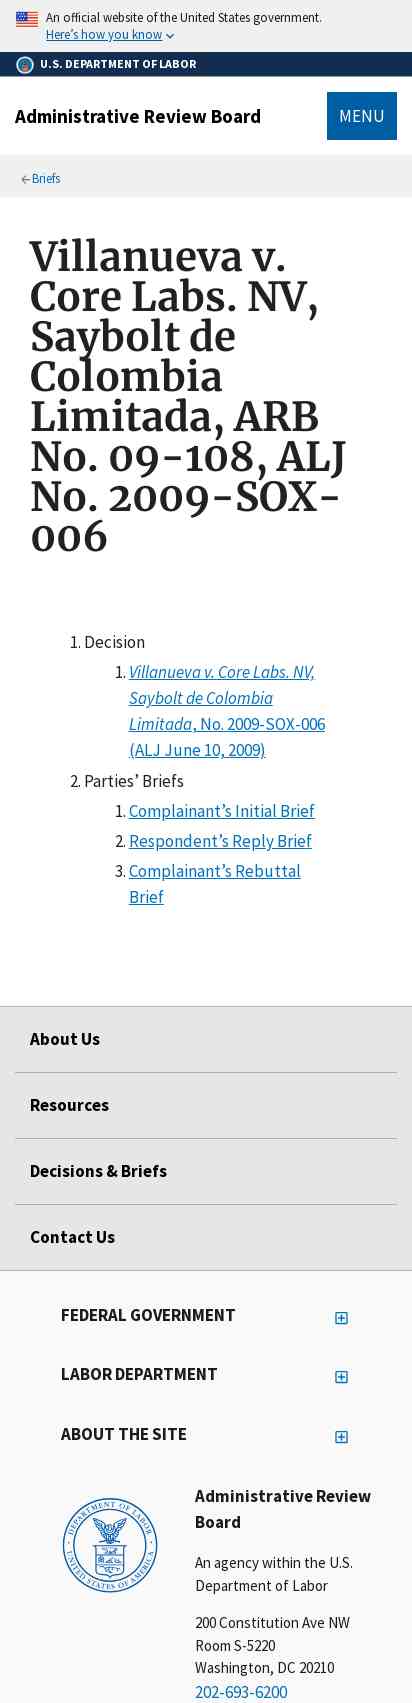 An official website of the United States government.
Here's how you know
U.S. DEPARTMENT OF LABOR
Administrative Review Board
MENU
Briefs
Villanueva v.
Core Labs. NV,
Saybolt de
Colombia
Limitada, ARB
No. 09-108, ALJ
No. 2009-SOX-
006
1. Decision
1. Villanueva v. Core Labs. NV,
Saybolt de Colombia
Limitada, No. 2009-SOX-006
(ALJ June 10, 2009)
2. Parties’ Briefs
1. Complainant’s Initial Brief
2. Respondent’s Reply Brief
3. Complainant’s Rebuttal
Brief
About Us
Resources
Decisions & Briefs
Contact Us
FEDERAL GOVERNMENT
LABOR DEPARTMENT
ABOUT THE SITE
DEPARTMENT OF LABOR
UNITED STATES OF AMERICA
Administrative Review
Board
An agency within the U.S.
Department of Labor
200 Constitution Ave NW
Room S-5220
Washington, DC 20210
202-693-6200